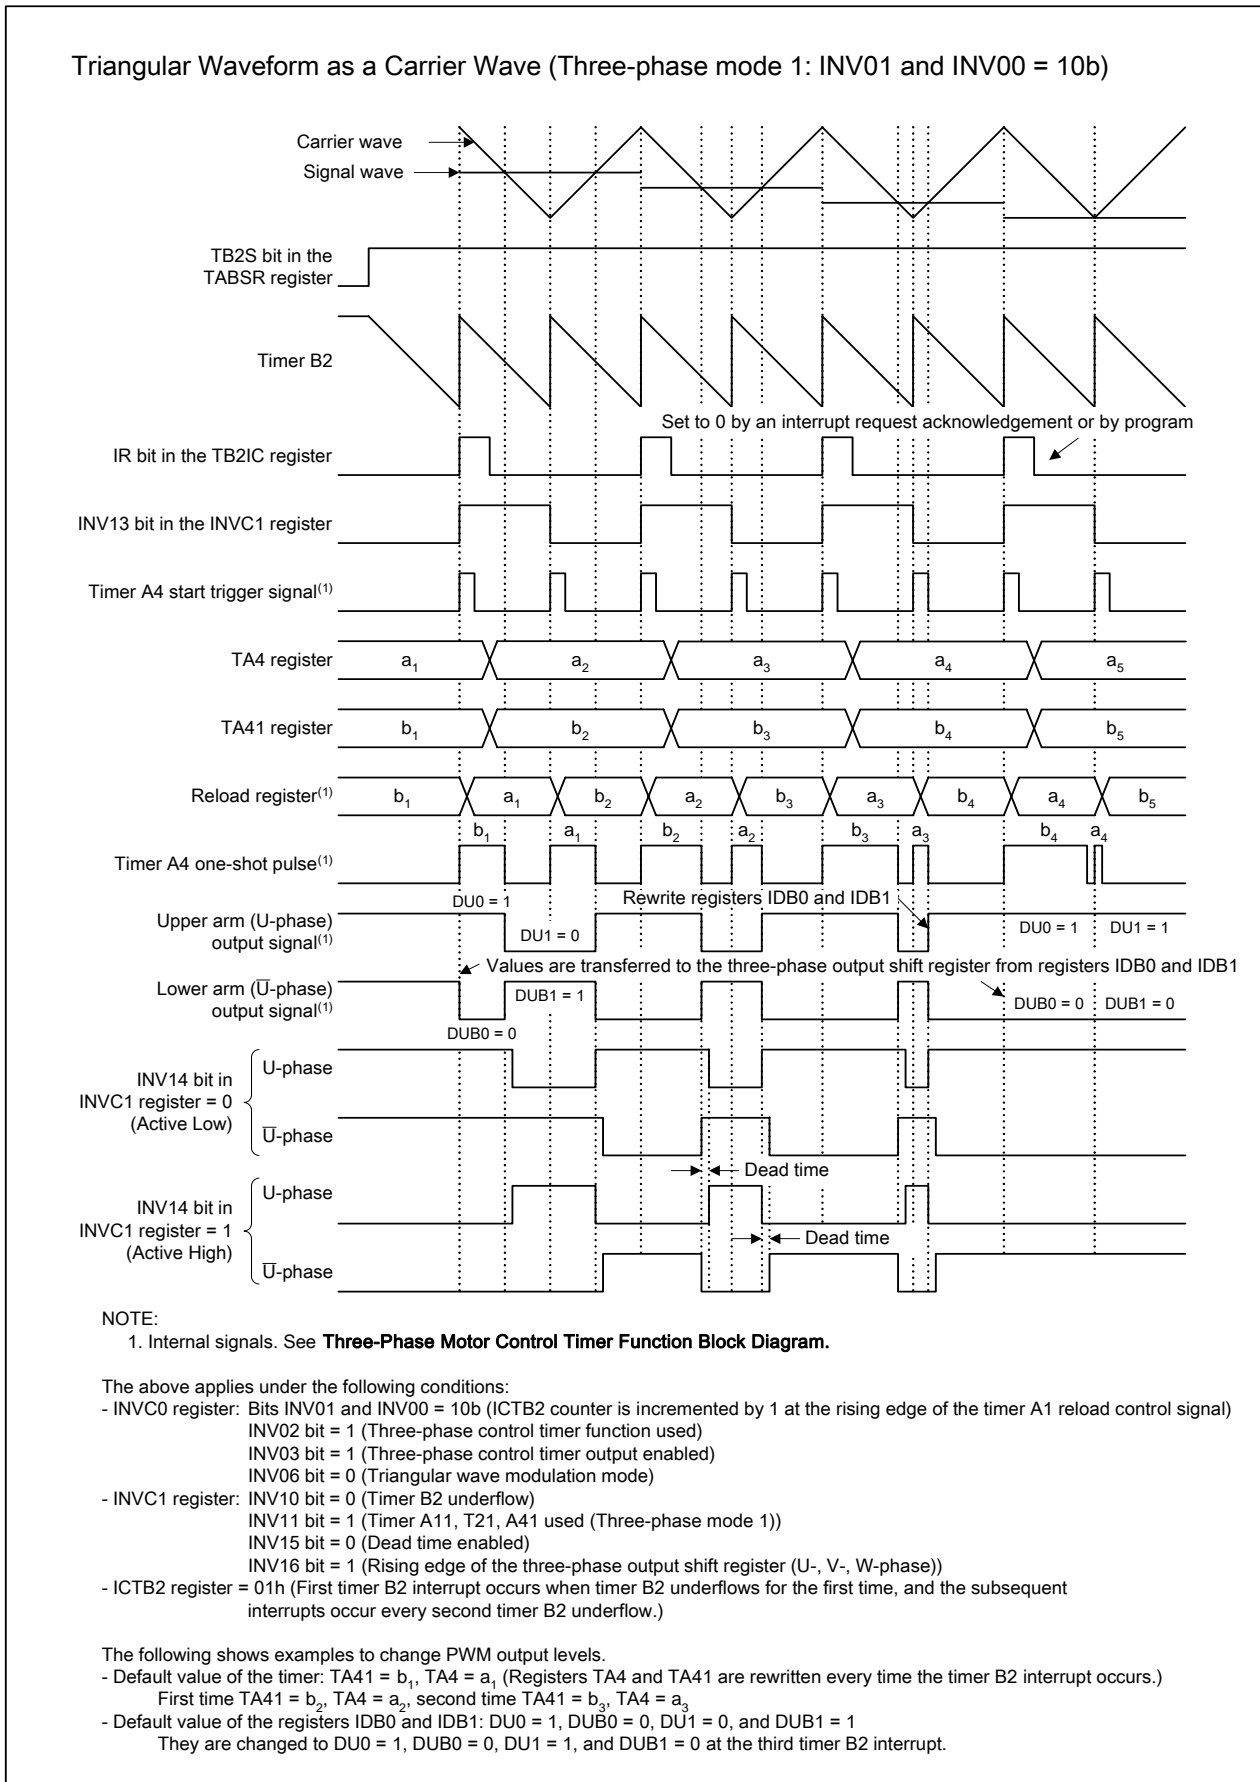 Triangular Waveform as a Carrier Wave (Three-phase mode 1: INV01 and INV00 = 10b)
Carrier wave
Signal wave
TB2S bit in the
TABSR register
Timer B2
Set to 0 by an interrupt request acknowledgement or by program
IR bit in the TB2IC register
INV13 bit in the INVC1 register
Timer A4 start trigger signal(1)
TA4 register a1 a2 a3 a4 a5
TA41 register b1 b2 b3 b4 b5
Reload register(1) b1 a1 b2 a2 b3 a3 b4 a4 b5
b1 a1 b2 a2 b3 a3 b4 a4
Timer A4 one-shot pulse(1)
DU0 = 1 Rewrite registers IDB0 and IDB1
Upper arm (U-phase)
output signal(1)
DU1 = 0 DU0 = 1 DU1 = 1
Values are transferred to the three-phase output shift register from registers IDB0 and IDB1
Lower arm (U̅-phase)
output signal(1)
DUB1 = 1 DUB0 = 0 DUB1 = 0
DUB0 = 0
INV14 bit in
INVC1 register = 0
(Active Low)
U-phase
U̅-phase
Dead time
INV14 bit in
INVC1 register = 1
(Active High)
U-phase
Dead time
U̅-phase
NOTE:
1. Internal signals. See Three-Phase Motor Control Timer Function Block Diagram.
The above applies under the following conditions:
- INVC0 register: Bits INV01 and INV00 = 10b (ICTB2 counter is incremented by 1 at the rising edge of the timer A1 reload control signal)
INV02 bit = 1 (Three-phase control timer function used)
INV03 bit = 1 (Three-phase control timer output enabled)
INV06 bit = 0 (Triangular wave modulation mode)
- INVC1 register: INV10 bit = 0 (Timer B2 underflow)
INV11 bit = 1 (Timer A11, T21, A41 used (Three-phase mode 1))
INV15 bit = 0 (Dead time enabled)
INV16 bit = 1 (Rising edge of the three-phase output shift register (U-, V-, W-phase))
- ICTB2 register = 01h (First timer B2 interrupt occurs when timer B2 underflows for the first time, and the subsequent
interrupts occur every second timer B2 underflow.)
The following shows examples to change PWM output levels.
- Default value of the timer: TA41 = b1, TA4 = a1 (Registers TA4 and TA41 are rewritten every time the timer B2 interrupt occurs.)
First time TA41 = b2, TA4 = a2, second time TA41 = b3, TA4 = a3
- Default value of the registers IDB0 and IDB1: DU0 = 1, DUB0 = 0, DU1 = 0, and DUB1 = 1
They are changed to DU0 = 1, DUB0 = 0, DU1 = 1, and DUB1 = 0 at the third timer B2 interrupt.